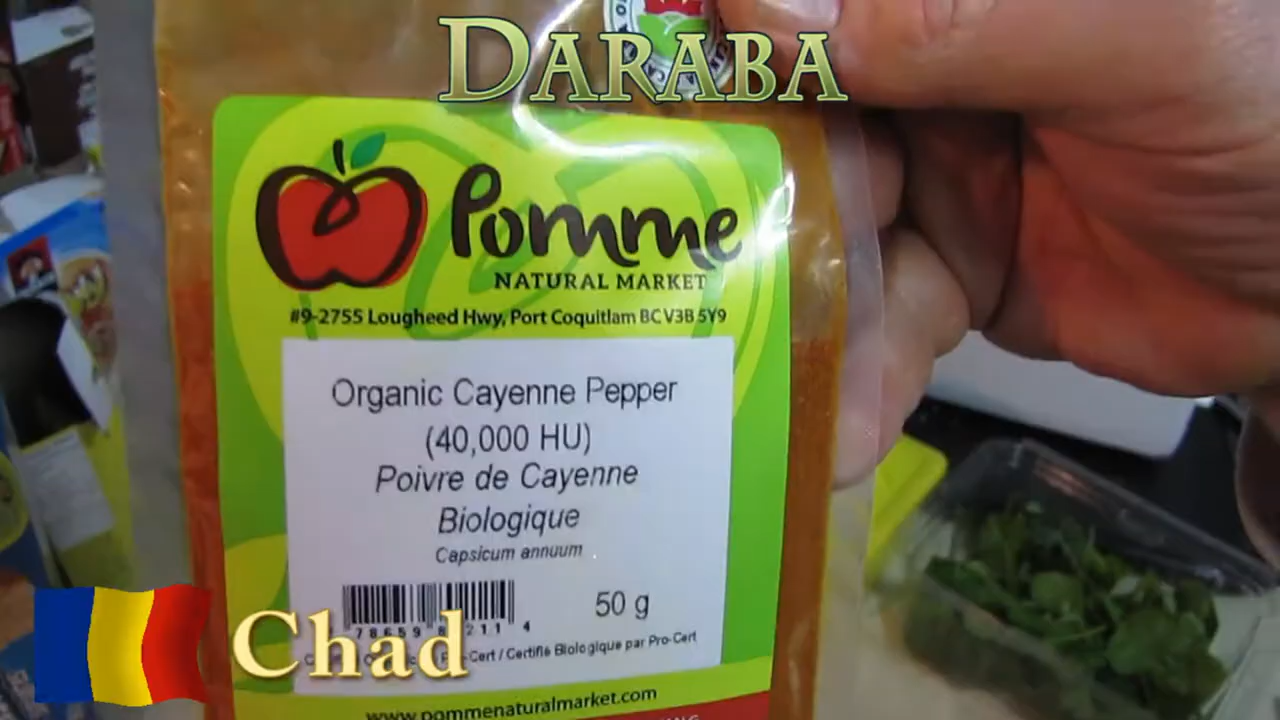 DARABA
Pomme
NATURAL MARKET
#9-2755 Lougheed Hwy, Port Coquitlam BC V3B 5Y9
Organic Cayenne Pepper
(40,000 HU)
Poivre de Cayenne
Biologique
Capsicum annuum
50 g
Chad
-Cert / Certifié Biologique par Pro-Cert
www.pommenaturalmarket.com